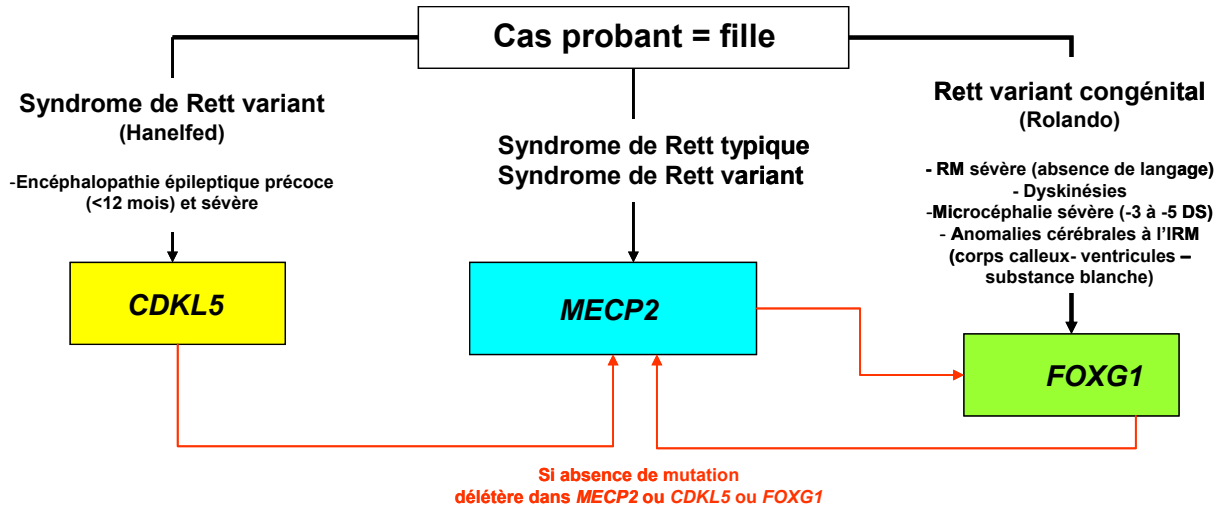 Cas probant = fille
Syndrome de Rett variant
(Hanelfed)
-Encéphalopathie épileptique précoce
(<12 mois) et sévère
CDKL5
Syndrome de Rett typique
Syndrome de Rett variant
MECP2
Rett variant congénital
(Rolando)
- RM sévère (absence de langage)
- Dyskinésies
-Microcéphalie sévère (-3 à -5 DS)
- Anomalies cérébrales à l'IRM
(corps calleux- ventricules –
substance blanche)
FOXG1
Si absence de mutation
délétère dans MECP2 ou CDKL5 ou FOXG1